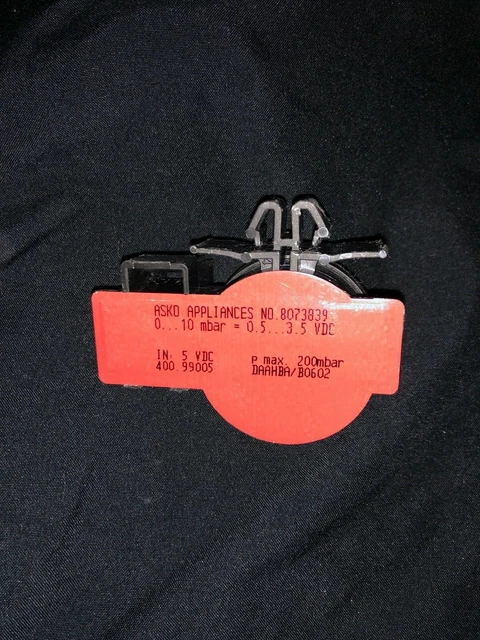 ASKO APPLIANCES NO.8073839
0...10 mbar = 0.5...3.5 VDC
IN: 5 VDC
400.99005
p max. 200mbar
DAAHBA/B0602